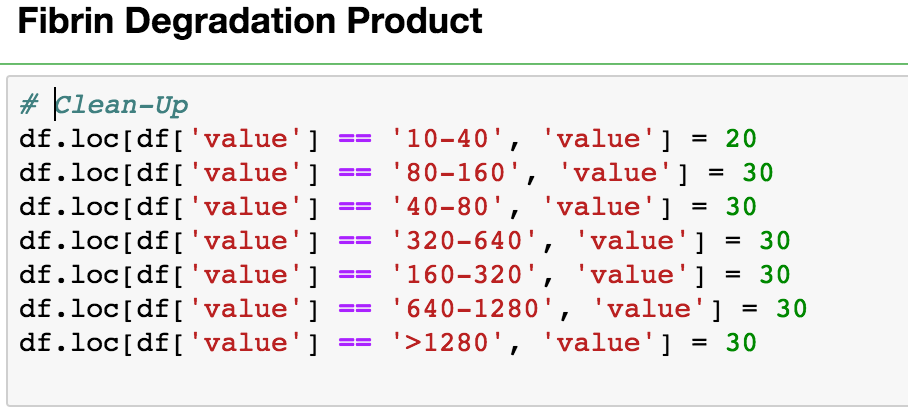 Fibrin Degradation Product
# Clean-Up
df.loc[df['value'] == '10-40', 'value'] = 20
df.loc[df['value'] == '80-160', 'value'] = 30
df.loc[df['value'] == '40-80', 'value'] = 30
df.loc[df['value'] == '320-640', 'value'] = 30
df.loc[df['value'] == '160-320', 'value'] = 30
df.loc[df['value'] == '640-1280', 'value'] = 30
df.loc[df['value'] == '>1280', 'value'] = 30